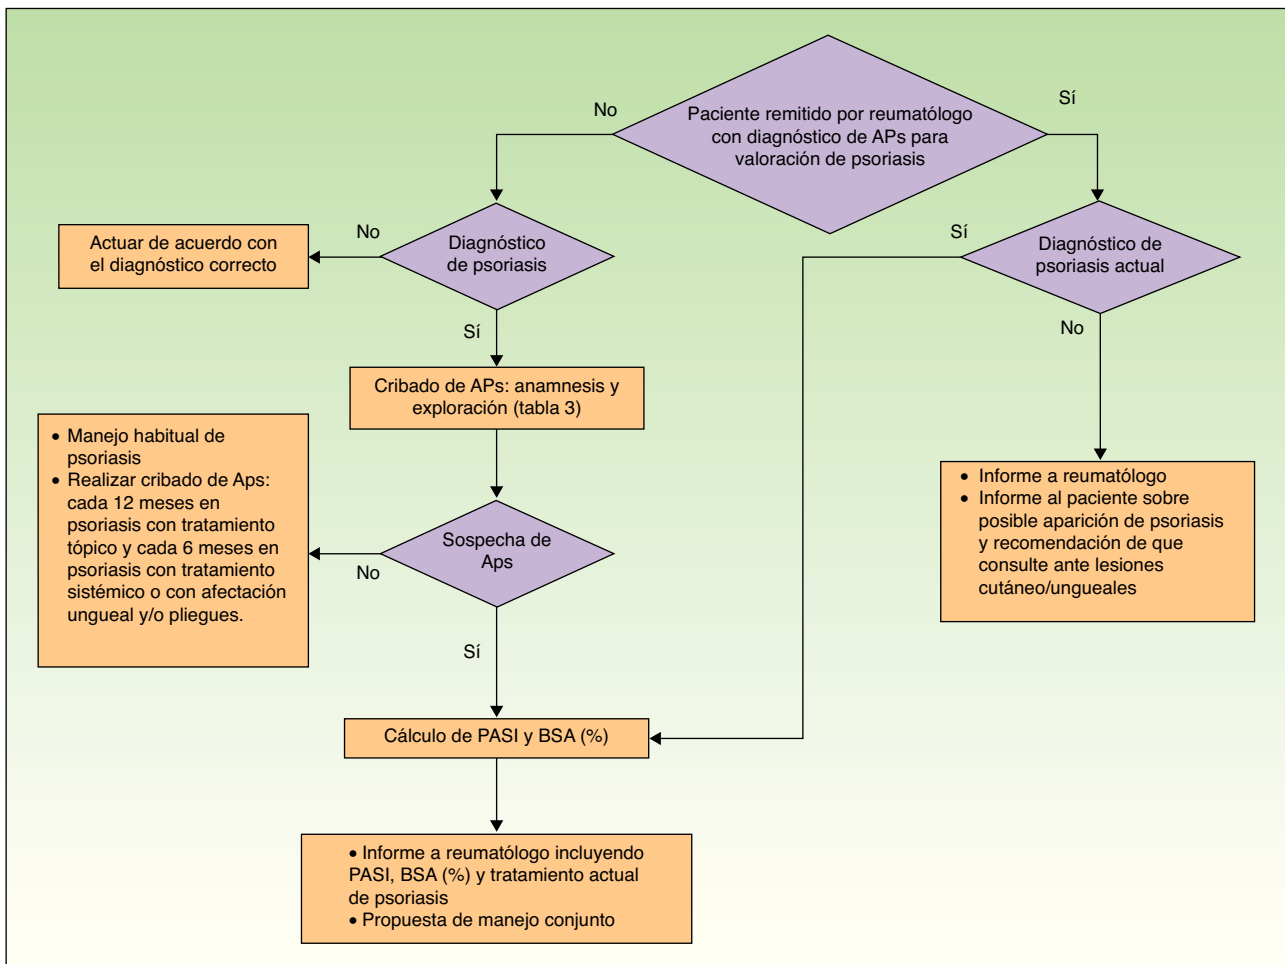 Paciente remitido por reumatólogo
con diagnóstico de APs para
valoración de psoriasis
No
Sí
Diagnóstico
de psoriasis
No
Actuar de acuerdo con
el diagnóstico correcto
Sí
Diagnóstico de
psoriasis actual
Sí
No
Cribado de APs: anamnesis y
exploración (tabla 3)
• Manejo habitual de
psoriasis
• Realizar cribado de Aps:
cada 12 meses en
psoriasis con tratamiento
tópico y cada 6 meses en
psoriasis con tratamiento
sistémico o con afectación
ungueal y/o pliegues.
Sospecha de
Aps
No
Sí
• Informe a reumatólogo
• Informe al paciente sobre
posible aparición de psoriasis
y recomendación de que
consulte ante lesiones
cutáneo/ungueales
Cálculo de PASI y BSA (%)
• Informe a reumatólogo incluyendo
PASI, BSA (%) y tratamiento actual
de psoriasis
• Propuesta de manejo conjunto